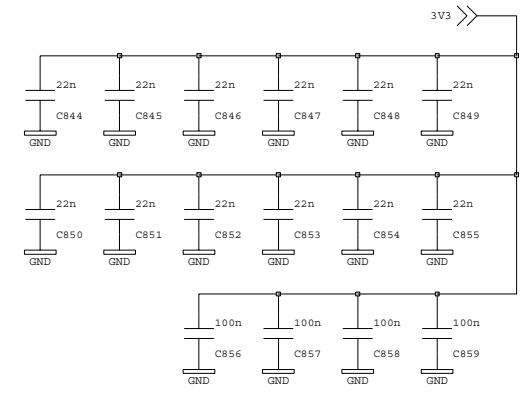 3V3
22n 22n 22n 22n 22n 22n
C844 C845 C846 C847 C848 C849
GND GND GND GND GND GND
22n 22n 22n 22n 22n 22n
C850 C851 C852 C853 C854 C855
GND GND GND GND GND GND
100n 100n 100n 100n
C856 C857 C858 C859
GND GND GND GND